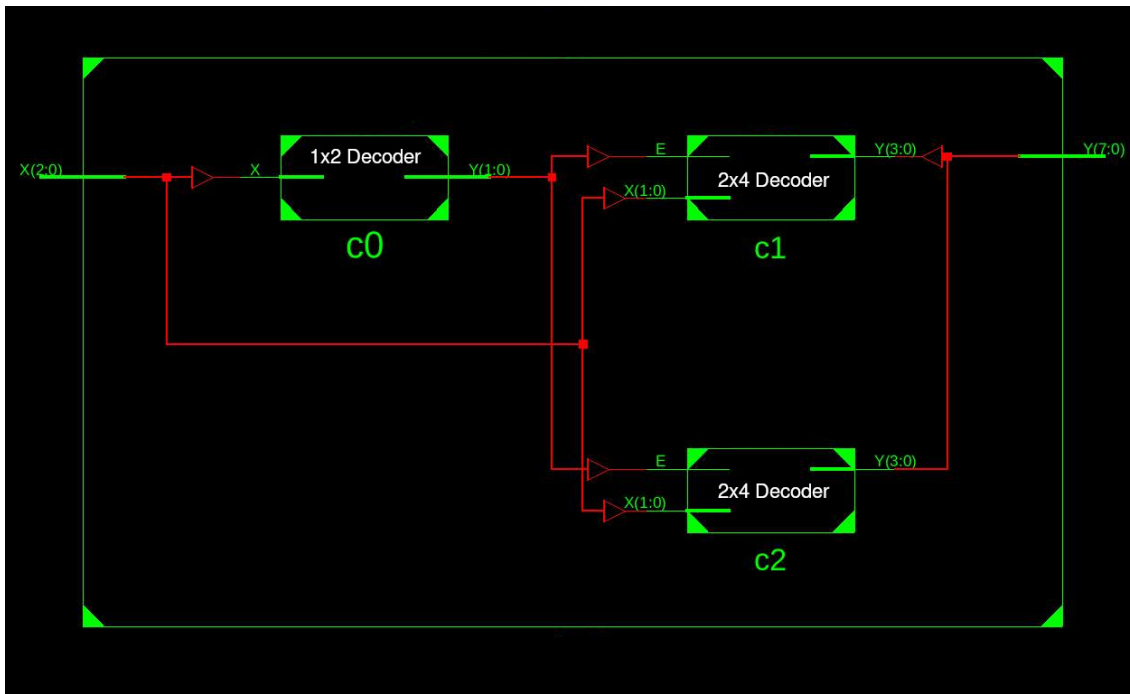 X(2:0)
X
1x2 Decoder
Y(1:0)
c0
E
X(1:0)
2x4 Decoder
Y(3:0)
c1
Y(7:0)
E
X(1:0)
2x4 Decoder
Y(3:0)
c2